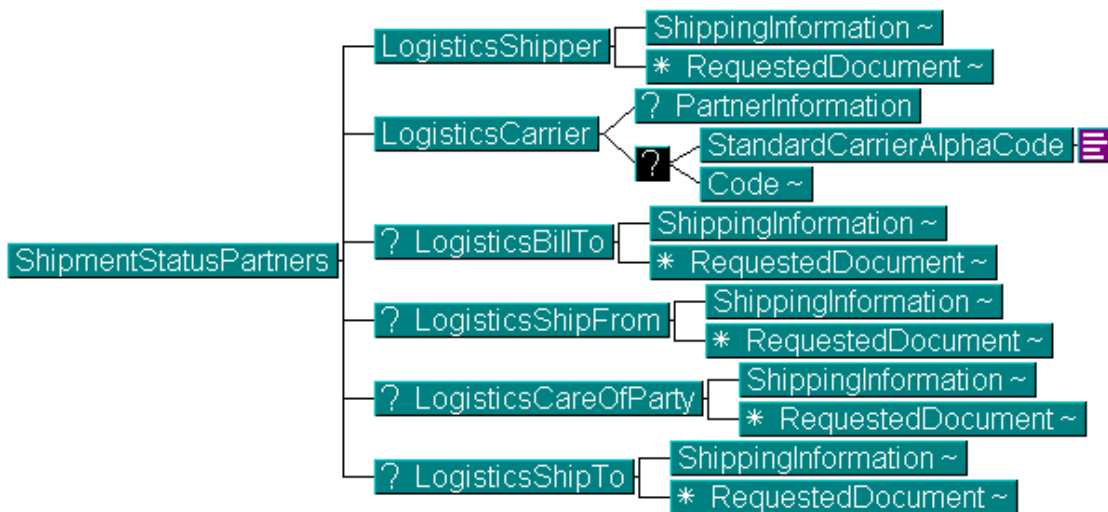 ShippingInformation ~
LogisticsShipper
* RequestedDocument ~
? PartnerInformation
LogisticsCarrier
StandardCarrierAlphaCode
?
Code ~
ShippingInformation ~
? LogisticsBillTo
ShipmentStatusPartners
* RequestedDocument ~
ShippingInformation ~
? LogisticsShipFrom
* RequestedDocument ~
ShippingInformation ~
? LogisticsCareOfParty
* RequestedDocument ~
ShippingInformation ~
? LogisticsShipTo
* RequestedDocument ~